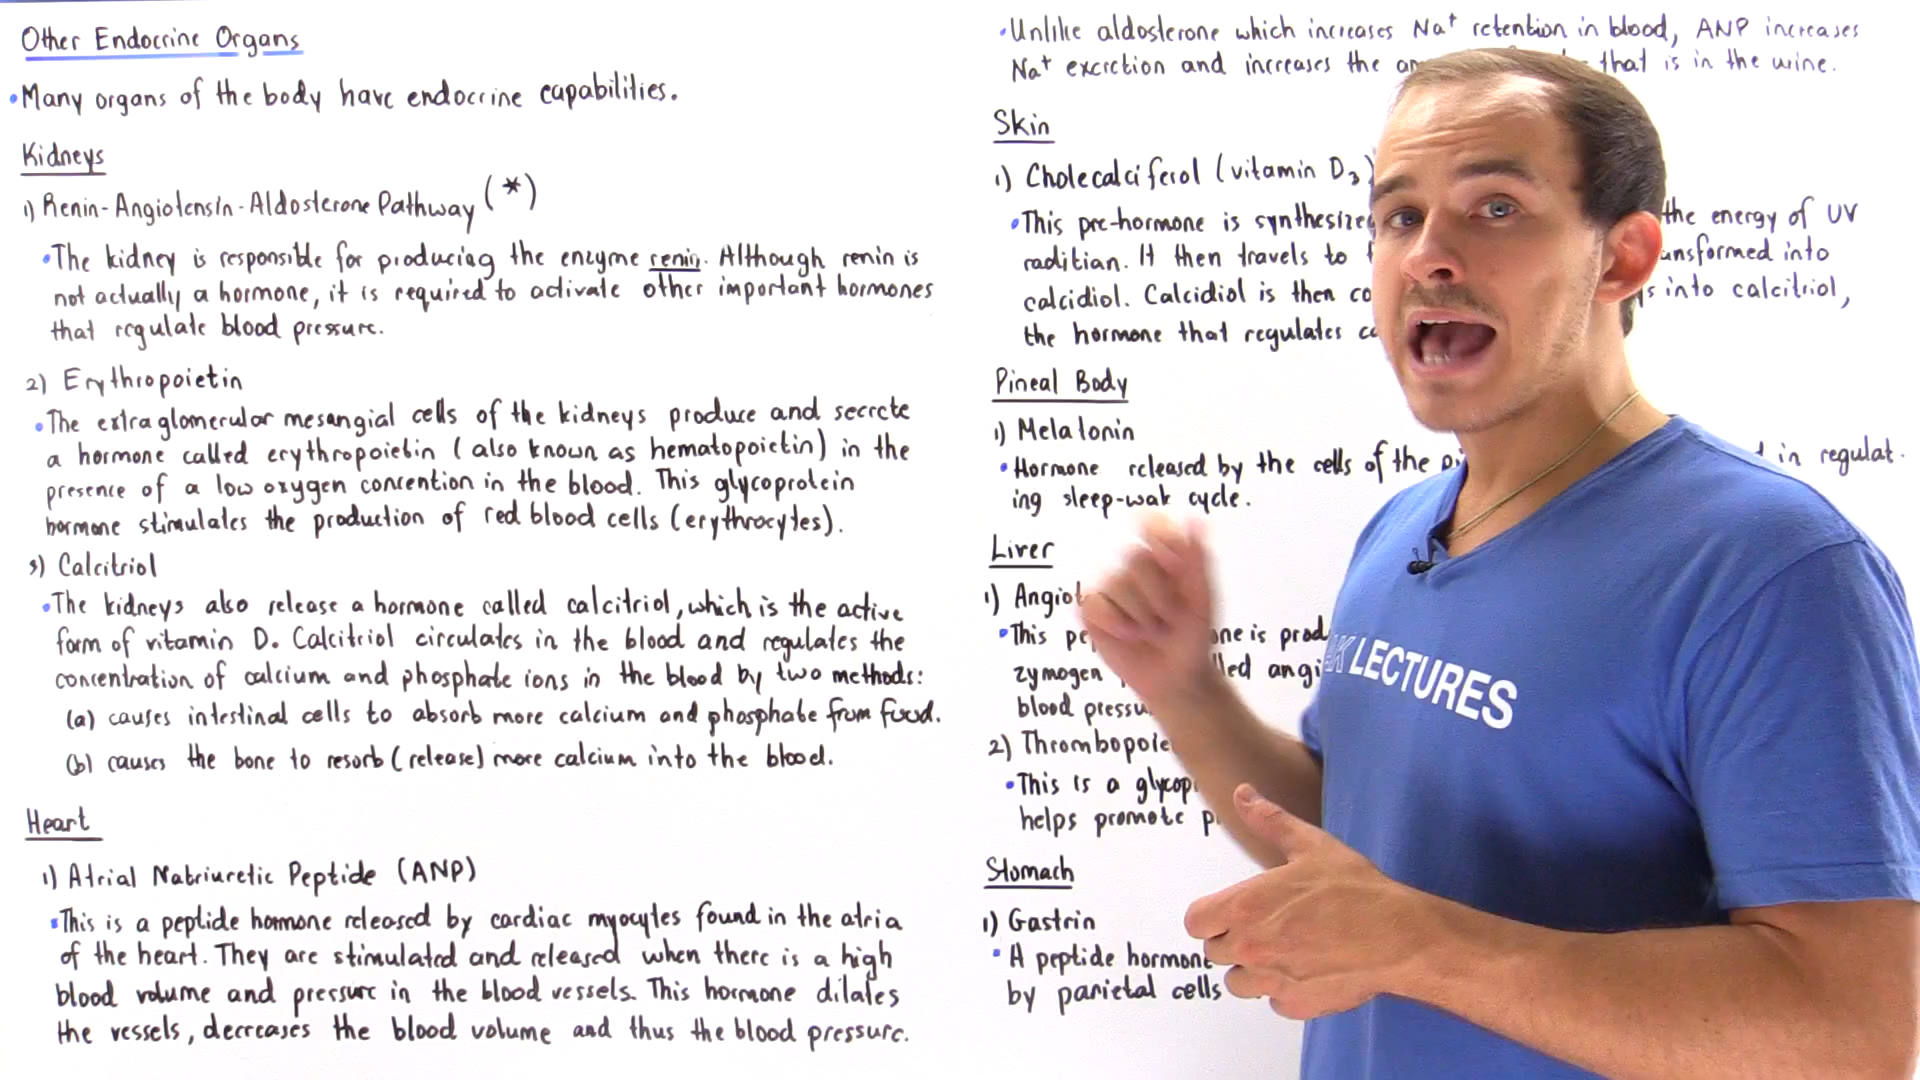 Other Endocrine Organs
• Many organs of the body have endocrine capabilities.
Kidneys
1) Renin-Angiotensin-Aldosterone Pathway (*)
• The kidney is responsible for producing the enzyme renin. Although renin is
not actually a hormone, it is required to activate other important hormones
that regulate blood pressure.
2) Erythropoietin
• The extraglomerular mesangial cells of the kidneys produce and secrete
a hormone called erythropoietin (also known as hematopoietin) in the
presence of a low oxygen concention in the blood. This glycoprotein
hormone stimulates the production of red blood cells (erythrocytes).
3) Calcitriol
• The kidneys also release a hormone called calcitriol, which is the active
form of vitamin D. Calcitriol circulates in the blood and regulates the
concentration of calcium and phosphate ions in the blood by two methods:
(a) causes intestinal cells to absorb more calcium and phosphate from food.
(b) causes the bone to resorb (release) more calcium into the blood.
Heart
1) Atrial Natriuretic Peptide (ANP)
• This is a peptide hormone released by cardiac myocytes found in the atria
of the heart. They are stimulated and released when there is a high
blood volume and pressure in the blood vessels. This hormone dilates
the vessels, decreases the blood volume and thus the blood pressure.
• Unlike aldosterone which increases Na+ retention in blood, ANP increases
Na+ excretion and increases the that is in the urine.
Skin
1) Cholecalciferol (vitamin D3)
• This pre-hormone is synthesized the energy of UV
raditian. It then travels to ansformed into
calcidiol. Calcidiol is then co s into calcitriol,
the hormone that regulates
Pineal Body
1) Melatonin
• Hormone released by the cells of the in regulat-
ing sleep-wak cycle.
Liver
1) Angiot
• This pe one is prod
zymogen led angi
blood pressu
2) Thrombopoie
• This is a glycop
helps promote p
Stomach
1) Gastrin
• A peptide hormone
by parietal cells
AK LECTURES